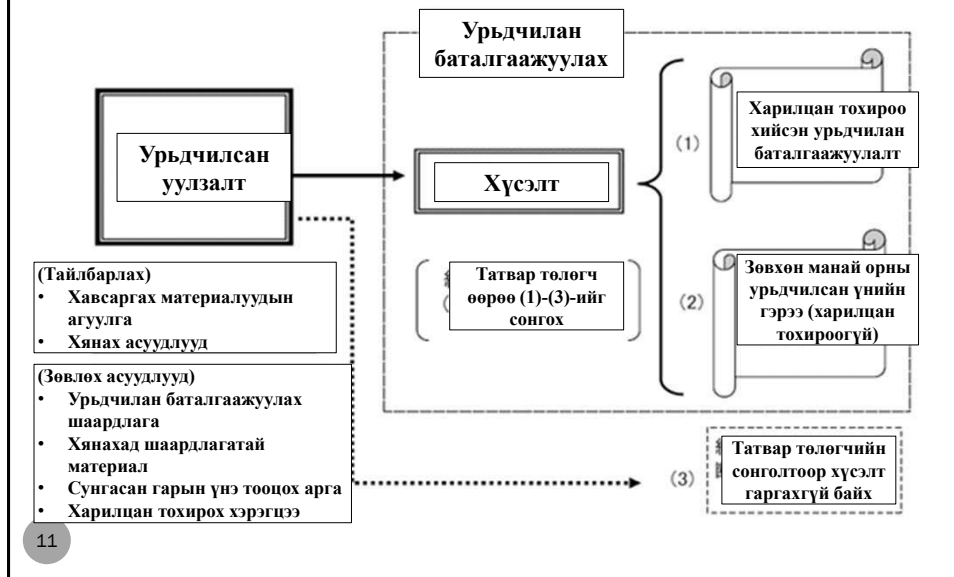 Урьдчилан
баталгаажуулах
Урьдчилсан
уулзалт
Хүсэлт
(1)
Харилцан тохироо
хийсэн урьдчилан
баталгаажуулалт
Татвар төлөгч
өөрөө (1)-(3)-ийг
сонгох
(2)
Зөвхөн манай орны
урьдчилсан үнийн
гэрээ (харилцан
тохироогүй)
(Тайлбарлах)
• Хавсаргах материалуудын
агуулга
• Хянах асуудлууд
(Зөвлөх асуудлууд)
• Урьдчилан баталгаажуулах
шаардлага
• Хянахад шаардлагатай
материал
• Сунгасан гарын үнэ тооцох арга
• Харилцан тохирох хэрэгцээ
(3)
Татвар төлөгчийн
сонголтоор хүсэлт
гаргахгүй байх
11